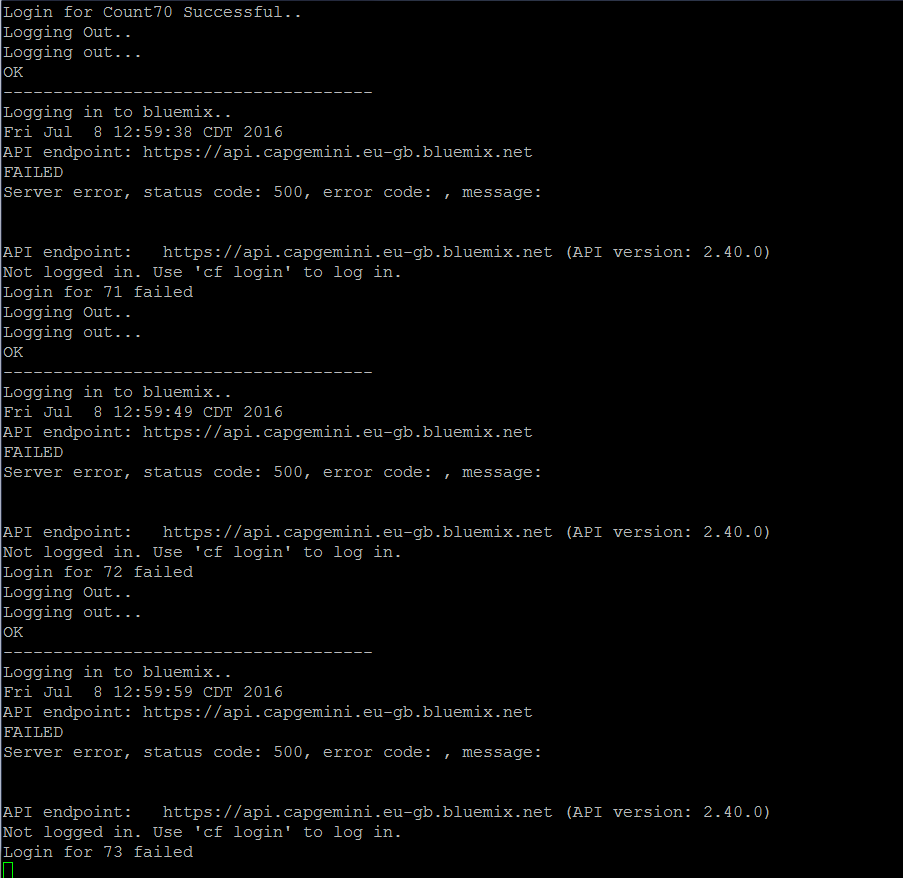 Login for Count70 Successful..
Logging Out..
Logging out...
OK
-------------------------------------
Logging in to bluemix..
Fri Jul  8 12:59:38 CDT 2016
API endpoint: https://api.capgemini.eu-gb.bluemix.net
FAILED
Server error, status code: 500, error code: , message:
API endpoint:   https://api.capgemini.eu-gb.bluemix.net (API version: 2.40.0)
Not logged in. Use 'cf login' to log in.
Login for 71 failed
Logging Out..
Logging out...
OK
-------------------------------------
Logging in to bluemix..
Fri Jul  8 12:59:49 CDT 2016
API endpoint: https://api.capgemini.eu-gb.bluemix.net
FAILED
Server error, status code: 500, error code: , message:
API endpoint:   https://api.capgemini.eu-gb.bluemix.net (API version: 2.40.0)
Not logged in. Use 'cf login' to log in.
Login for 72 failed
Logging Out..
Logging out...
OK
-------------------------------------
Logging in to bluemix..
Fri Jul  8 12:59:59 CDT 2016
API endpoint: https://api.capgemini.eu-gb.bluemix.net
FAILED
Server error, status code: 500, error code: , message:
API endpoint:   https://api.capgemini.eu-gb.bluemix.net (API version: 2.40.0)
Not logged in. Use 'cf login' to log in.
Login for 73 failed